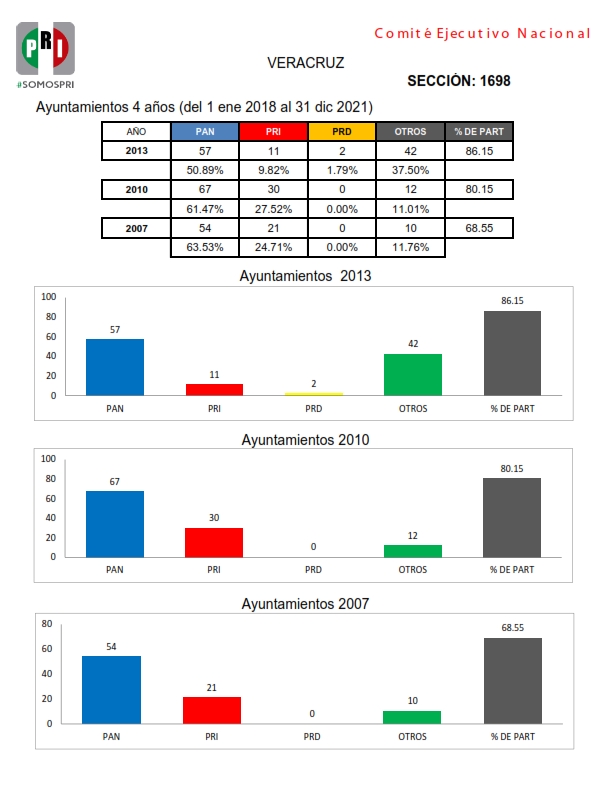 Comité Ejecutivo Nacional
PRI
#SOMOSPRI
VERACRUZ
SECCIÓN: 1698
Ayuntamientos 4 años (del 1 ene 2018 al 31 dic 2021)
AÑO PAN PRI PRD OTROS % DE PART
2013 57 11 2 42 86.15
50.89% 9.82% 1.79% 37.50%
2010 67 30 0 12 80.15
61.47% 27.52% 0.00% 11.01%
2007 54 21 0 10 68.55
63.53% 24.71% 0.00% 11.76%
Ayuntamientos 2013
100
80
60
40
20
0
57 11 2 42 86.15
PAN PRI PRD OTROS % DE PART
Ayuntamientos 2010
100
80
60
40
20
0
67 30 0 12 80.15
PAN PRI PRD OTROS % DE PART
Ayuntamientos 2007
80
60
40
20
0
54 21 0 10 68.55
PAN PRI PRD OTROS % DE PART